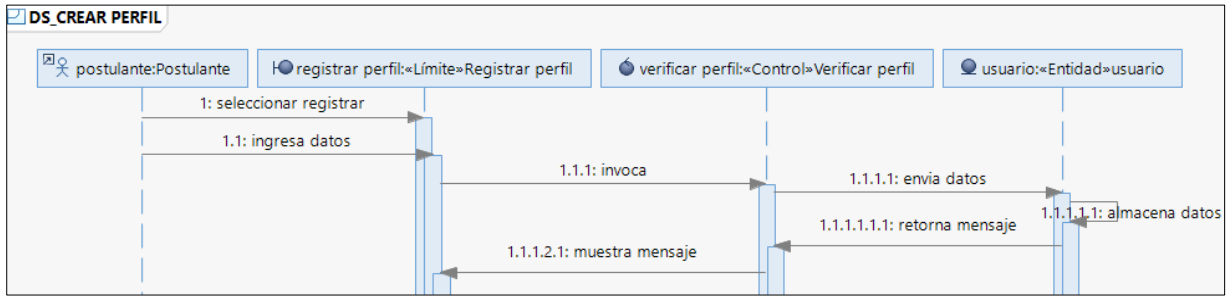 DS_CREAR PERFIL
postulante:Postulante
registrar perfil:«Límite»Registrar perfil
verificar perfil:«Control»Verificar perfil
usuario:«Entidad»usuario
1: seleccionar registrar
1.1: ingresa datos
1.1.1: invoca
1.1.1.1: envia datos
1.1.1.1.1: almacena datos
1.1.1.1.1.1: retorna mensaje
1.1.1.2.1: muestra mensaje